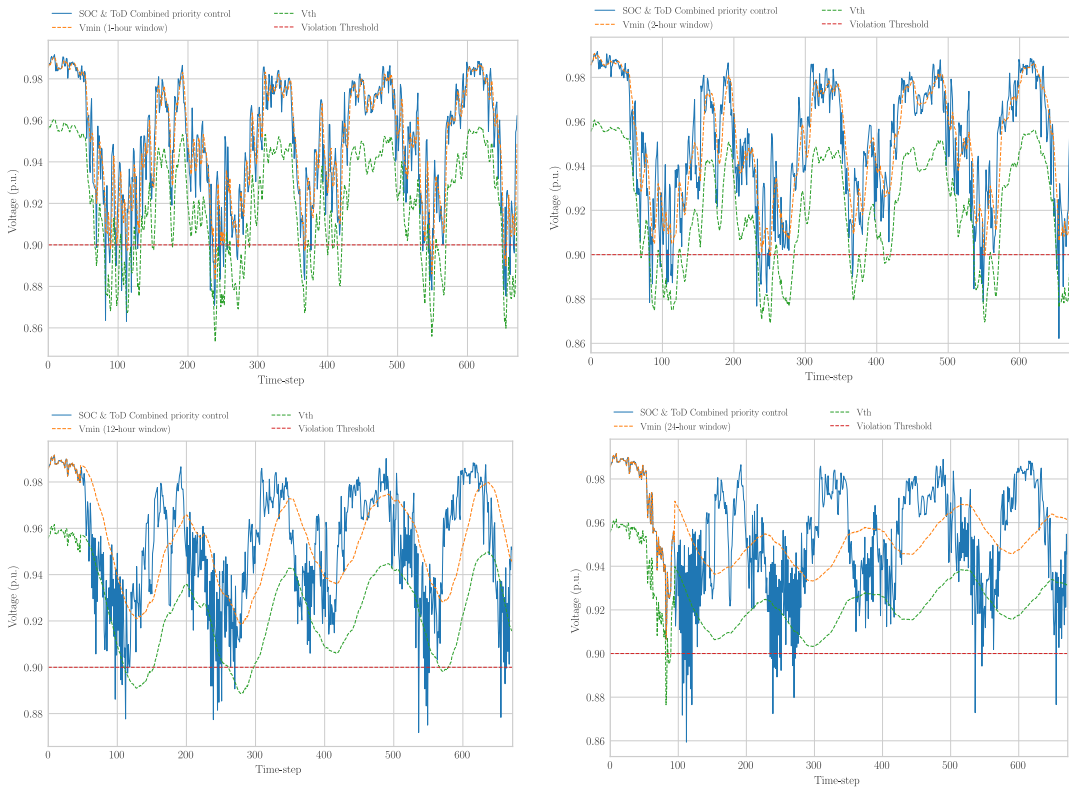 SOC & ToD Combined priority control
Vmin (1-hour window)
Vth
Violation Threshold
0.98
0.96
0.94
0.92
0.90
0.88
0.86
Voltage (p.u.)
0
100
200
300
400
500
600
Time-step
SOC & ToD Combined priority control
Vmin (2-hour window)
Vth
Violation Threshold
0.98
0.96
0.94
0.92
0.90
0.88
0.86
Voltage (p.u.)
0
100
200
300
400
500
600
Time-step
SOC & ToD Combined priority control
Vmin (12-hour window)
Vth
Violation Threshold
0.98
0.96
0.94
0.92
0.90
0.88
Voltage (p.u.)
0
100
200
300
400
500
600
Time-step
SOC & ToD Combined priority control
Vmin (24-hour window)
Vth
Violation Threshold
0.98
0.96
0.94
0.92
0.90
0.88
0.86
Voltage (p.u.)
0
100
200
300
400
500
600
Time-step